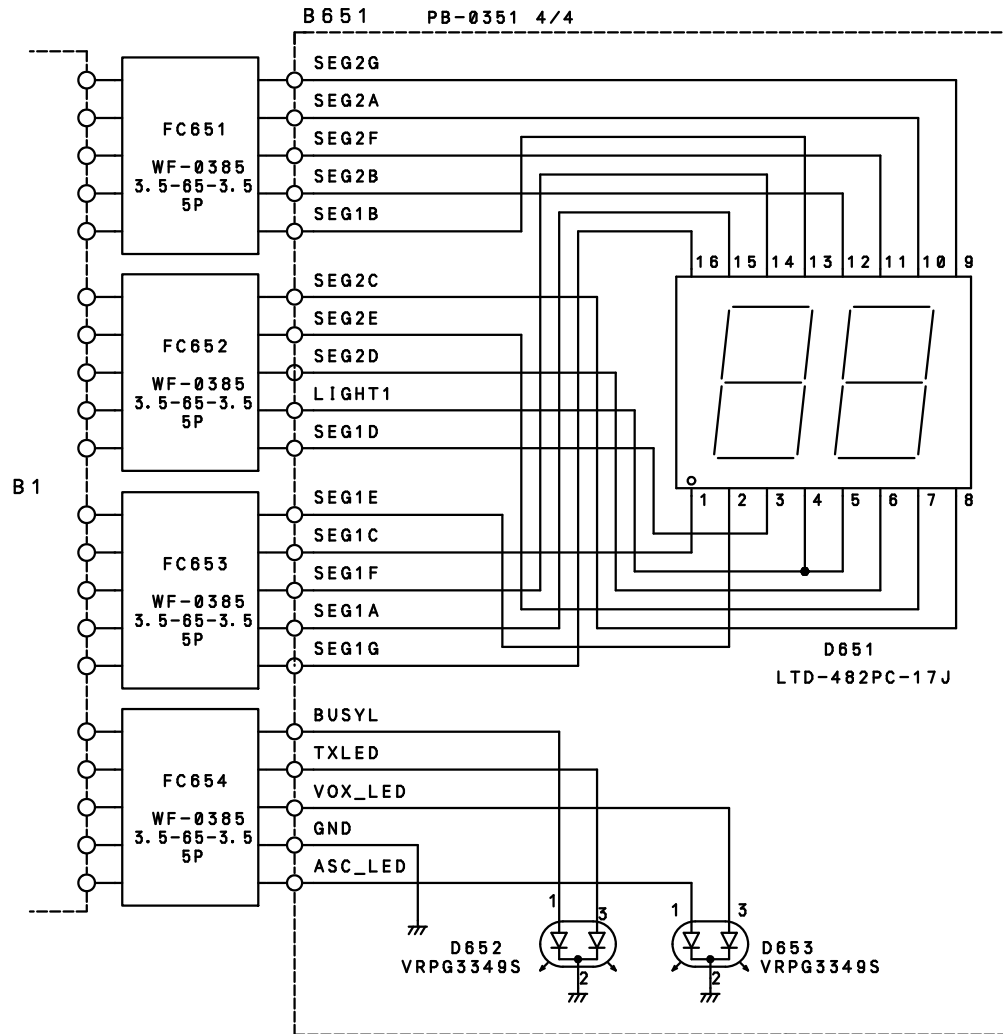 B651 PB-0351 4/4
SEG2G
SEG2A
SEG2F
SEG2B
SEG1B
FC651
WF-0385
3.5-65-3.5
5P
16 15 14 13 12 11 10 9
SEG2C
SEG2E
SEG2D
LIGHT1
SEG1D
FC652
WF-0385
3.5-65-3.5
5P
B1
1 2 3 4 5 6 7 8
SEG1E
SEG1C
SEG1F
SEG1A
SEG1G
FC653
WF-0385
3.5-65-3.5
5P
D651
LTD-482PC-17J
BUSYL
TXLED
VOX_LED
GND
ASC_LED
FC654
WF-0385
3.5-65-3.5
5P
1 3 1 3
D652
VRPG3349S
2
D653
VRPG3349S
2